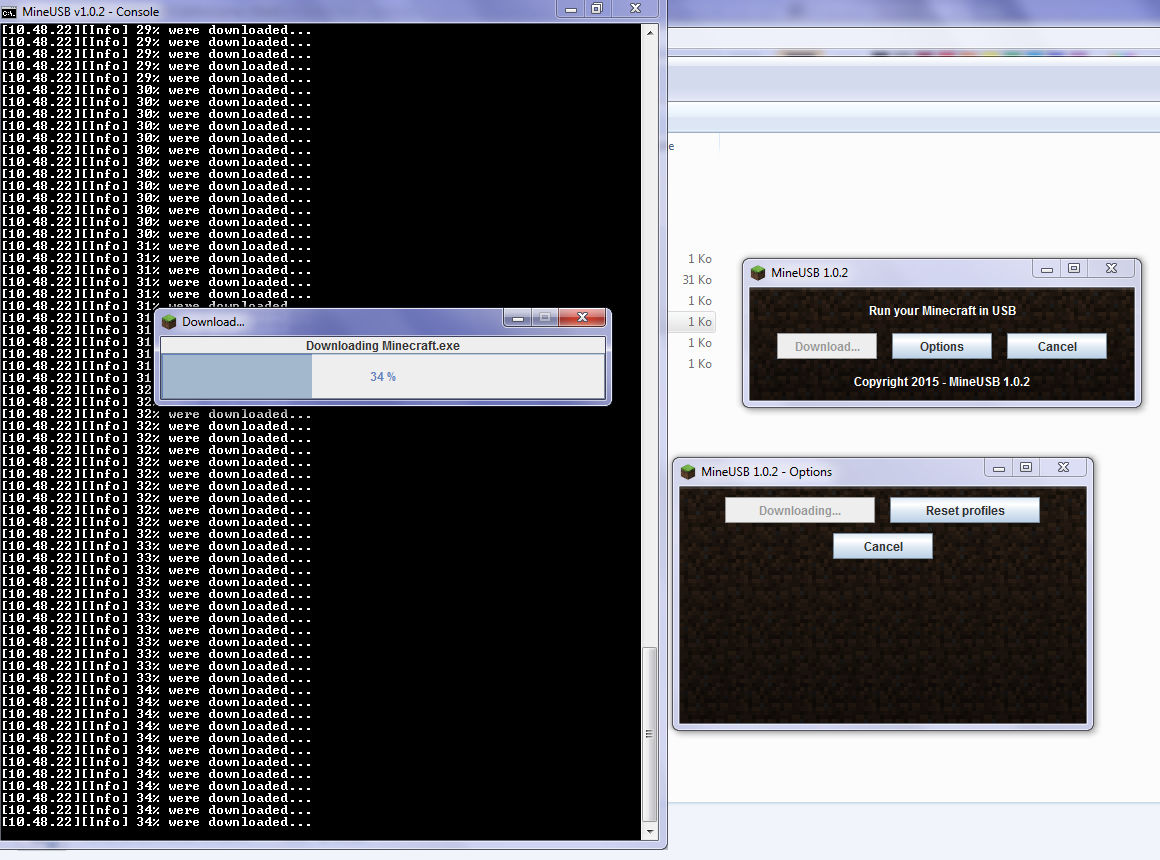 MineUSB v1.0.2 - Console
[10.48.22][Info] 29% were downloaded...
[10.48.22][Info] 29% were downloaded...
[10.48.22][Info] 29% were downloaded...
[10.48.22][Info] 29% were downloaded...
[10.48.22][Info] 29% were downloaded...
[10.48.22][Info] 30% were downloaded...
[10.48.22][Info] 30% were downloaded...
[10.48.22][Info] 30% were downloaded...
[10.48.22][Info] 30% were downloaded...
[10.48.22][Info] 30% were downloaded...
[10.48.22][Info] 30% were downloaded...
[10.48.22][Info] 30% were downloaded...
[10.48.22][Info] 30% were downloaded...
[10.48.22][Info] 30% were downloaded...
[10.48.22][Info] 30% were downloaded...
[10.48.22][Info] 30% were downloaded...
[10.48.22][Info] 30% were downloaded...
[10.48.22][Info] 30% were downloaded...
[10.48.22][Info] 31% were downloaded...
[10.48.22][Info] 31% were downloaded...
[10.48.22][Info] 31% were downloaded...
[10.48.22][Info] 31% were downloaded...
[10.48.22][Info] 31% were downloaded...
[10.48.22][Info] 31% were downloaded...
[10.48.22][Info] 31
[10.48.22][Info] 31
[10.48.22][Info] 31
[10.48.22][Info] 31
[10.48.22][Info] 31
[10.48.22][Info] 31
[10.48.22][Info] 32
[10.48.22][Info] 32
[10.48.22][Info] 32% were downloaded...
[10.48.22][Info] 32% were downloaded...
[10.48.22][Info] 32% were downloaded...
[10.48.22][Info] 32% were downloaded...
[10.48.22][Info] 32% were downloaded...
[10.48.22][Info] 32% were downloaded...
[10.48.22][Info] 32% were downloaded...
[10.48.22][Info] 32% were downloaded...
[10.48.22][Info] 32% were downloaded...
[10.48.22][Info] 32% were downloaded...
[10.48.22][Info] 32% were downloaded...
[10.48.22][Info] 33% were downloaded...
[10.48.22][Info] 33% were downloaded...
[10.48.22][Info] 33% were downloaded...
[10.48.22][Info] 33% were downloaded...
[10.48.22][Info] 33% were downloaded...
[10.48.22][Info] 33% were downloaded...
[10.48.22][Info] 33% were downloaded...
[10.48.22][Info] 33% were downloaded...
[10.48.22][Info] 33% were downloaded...
[10.48.22][Info] 33% were downloaded...
[10.48.22][Info] 33% were downloaded...
[10.48.22][Info] 33% were downloaded...
[10.48.22][Info] 34% were downloaded...
[10.48.22][Info] 34% were downloaded...
[10.48.22][Info] 34% were downloaded...
[10.48.22][Info] 34% were downloaded...
[10.48.22][Info] 34% were downloaded...
[10.48.22][Info] 34% were downloaded...
[10.48.22][Info] 34% were downloaded...
[10.48.22][Info] 34% were downloaded...
[10.48.22][Info] 34% were downloaded...
[10.48.22][Info] 34% were downloaded...
[10.48.22][Info] 34% were downloaded...
[10.48.22][Info] 34% were downloaded...
Download...
Downloading Minecraft.exe
34 %
e
1 Ko
31 Ko
1 Ko
1 Ko
1 Ko
1 Ko
MineUSB 1.0.2
Run your Minecraft in USB
Download... Options Cancel
Copyright 2015 - MineUSB 1.0.2
MineUSB 1.0.2 - Options
Downloading... Reset profiles
Cancel